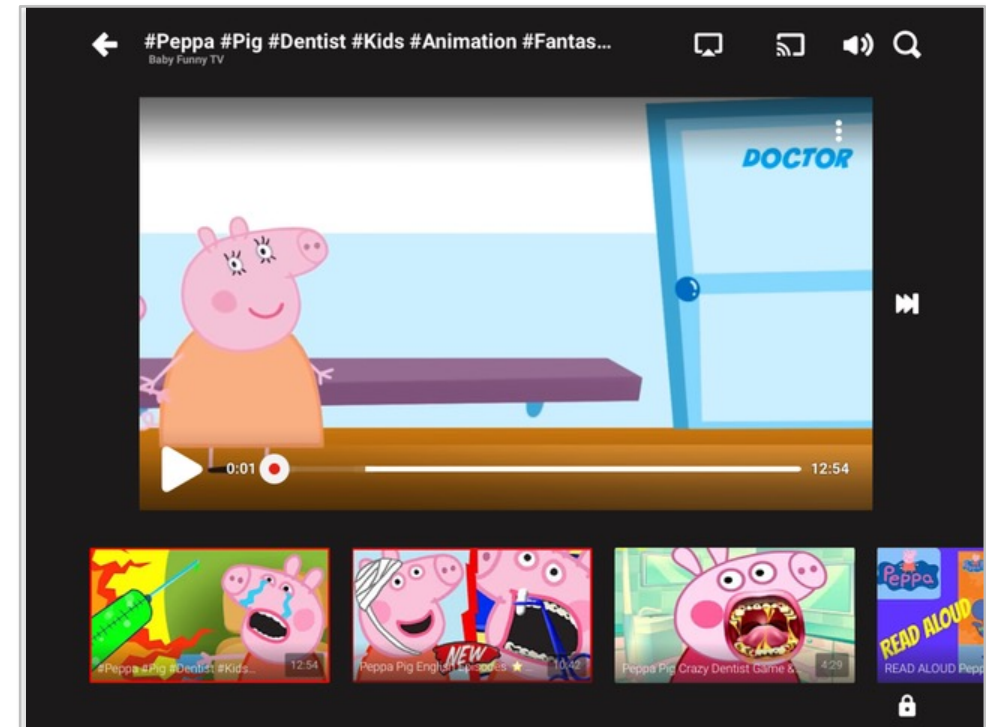 #Peppa #Pig #Dentist #Kids #Animation #Fantas...
Baby Funny TV
DOCTOR
0:01
12:54
#Peppa #Pig #Dentist #Kids...
12:54
NEW
Peppa Pig English Episodes ⭐...
10:42
Peppa Pig Crazy Dentist Game &...
4:29
Peppa
READ ALOUD
READ ALOUD Pepp